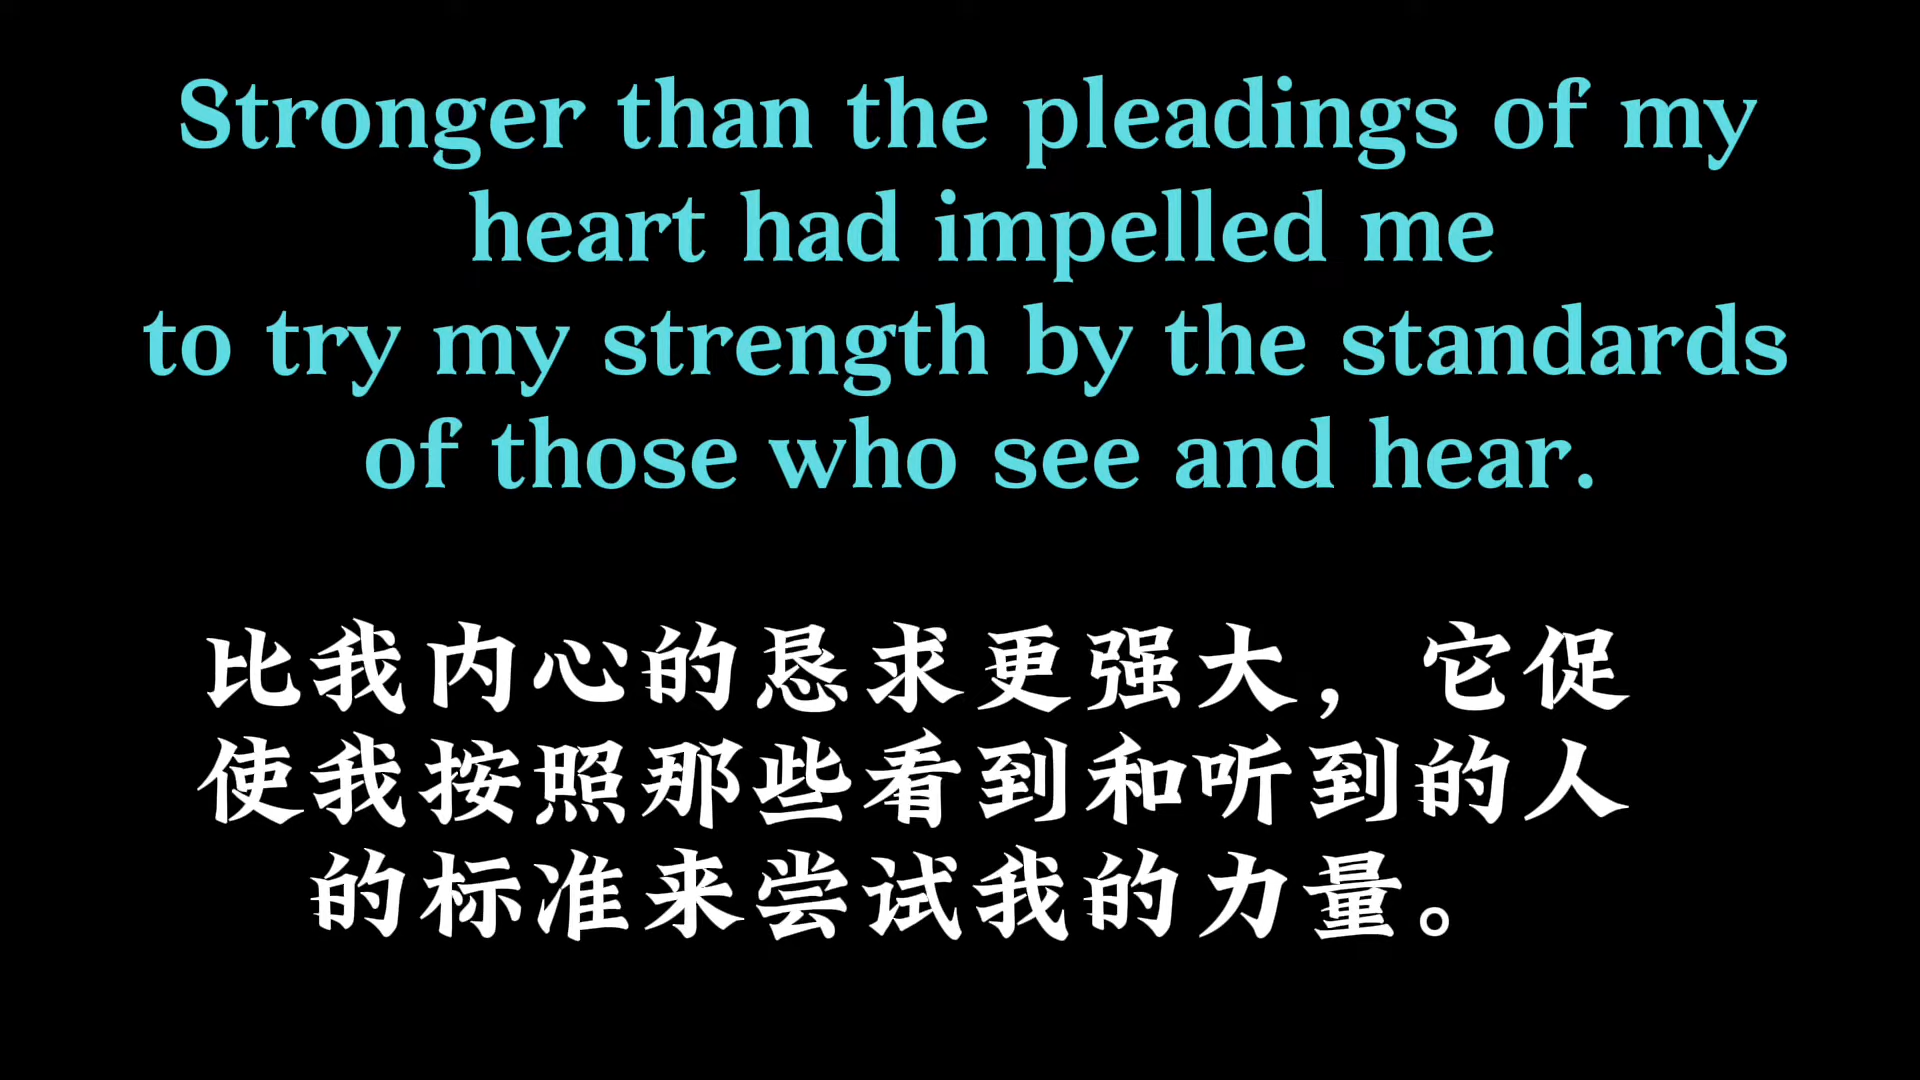 Stronger than the pleadings of my
heart had impelled me
to try my strength by the standards
of those who see and hear.
比我内心的恳求更强大，它促
使我按照那些看到和听到的人
的标准来尝试我的力量。